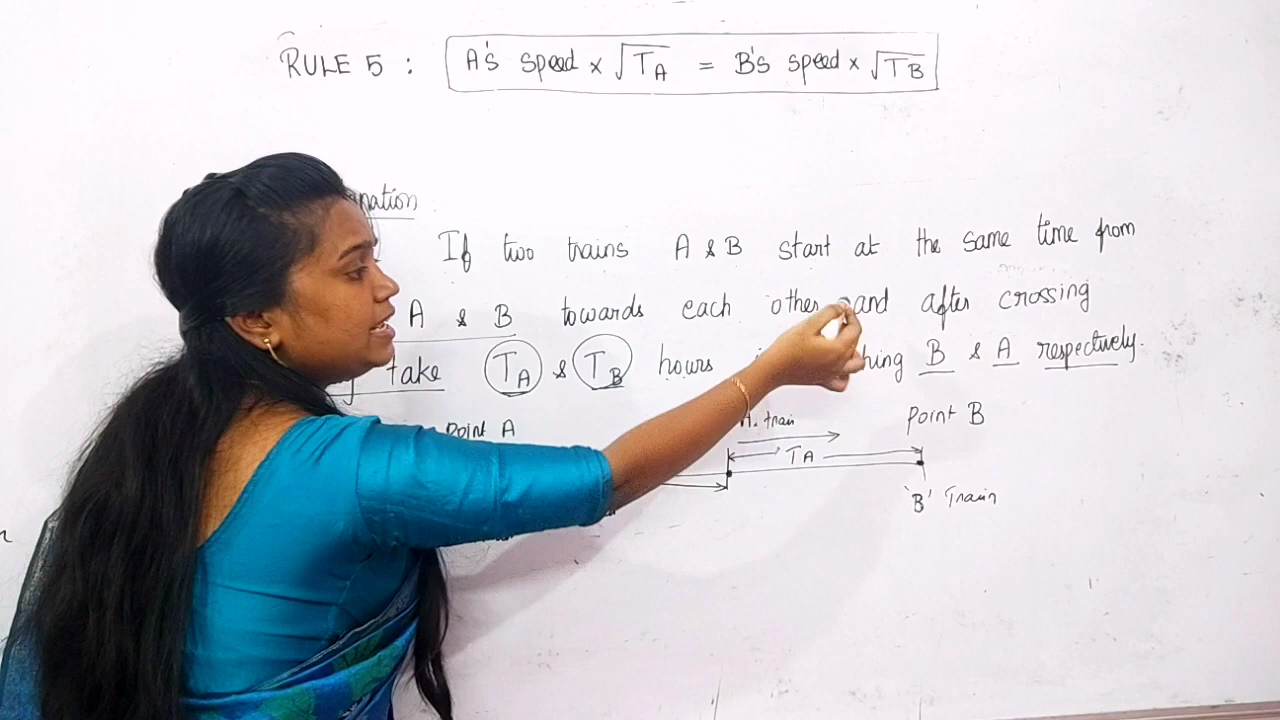 RULE 5 : A's speed × √TA = B's speed × √TB
nation
If two trains A & B start at the same time from
A & B towards each other and after crossing
take TA & TB hours hing B & A respectively.
Point A
train
Point B
TA
'B' Train